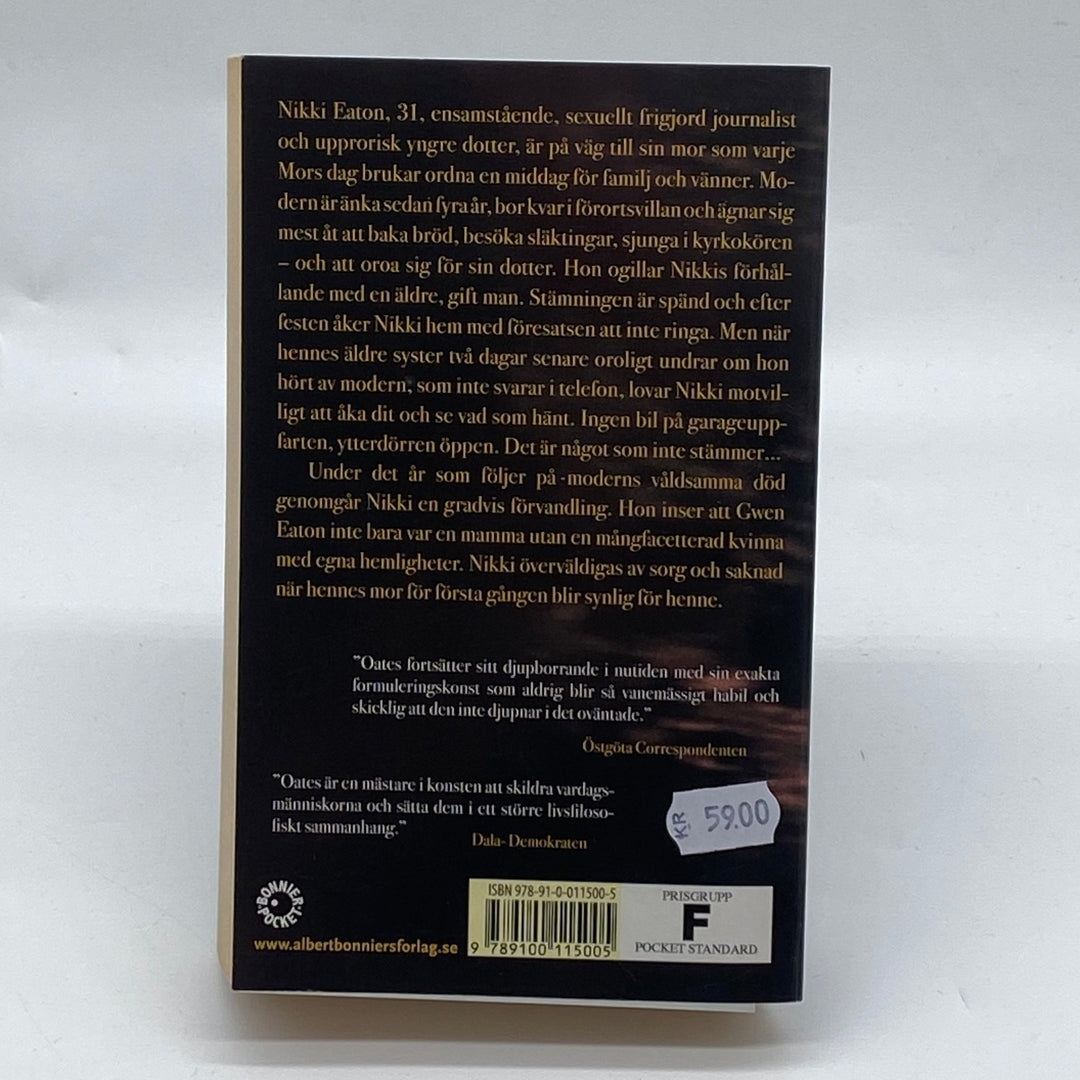 Nikki Eaton, 31, ensamstående, sexuellt frigjord journalist
och upprorisk yngre dotter, är på väg till sin mor som varje
Mors dag brukar ordna en middag för familj och vänner. Mo-
dern är änka sedan fyra år, bor kvar i förortsvillan och ägnar sig
mest åt att baka bröd, besöka släktingar, sjunga i kyrkokören
– och att oroa sig för sin dotter. Hon ogillar Nikkis förhål-
lande med en äldre, gift man. Stämningen är spänd och efter
festen åker Nikki hem med föresatsen att inte ringa. Men när
hennes äldre syster två dagar senare oroligt undrar om hon
hört av modern, som inte svarar i telefon, lovar Nikki motvil-
ligt att åka dit och se vad som hänt. Ingen bil på garageupp-
farten, ytterdörren öppen. Det är något som inte stämmer...
Under det år som följer på moderns våldsamma död
genomgår Nikki en gradvis förvandling. Hon inser att Gwen
Eaton inte bara var en mamma utan en mångfacetterad kvinna
med egna hemligheter. Nikki överväldigas av sorg och saknad
när hennes mor för första gången blir synlig för henne.
"Oates fortsätter sitt djupborrande i nutiden med sin exakta
formuleringskonst som aldrig blir så vanemässigt habil och
skicklig att den inte djupnar i det oväntade."
Östgöta Correspondenten
"Oates är en mästare i konsten att skildra vardags-
människorna och sätta dem i ett större livsfiloso-
fiskt sammanhang."
Dala-Demokraten
KR 59.00
BONNIER POCKET
www.albertbonniersforlag.se
ISBN 978-91-0-011500-5
9 789100 115005
PRISGRUPP
F
POCKET STANDARD